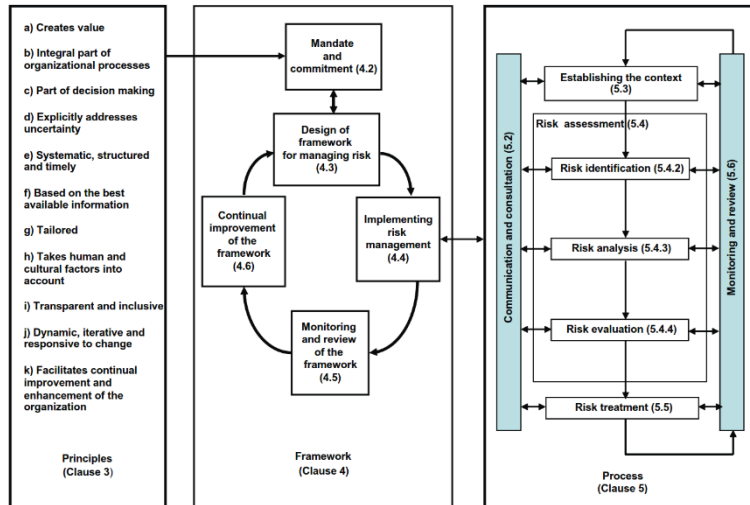 a) Creates value
b) Integral part of
organizational processes
c) Part of decision making
d) Explicitly addresses
uncertainty
e) Systematic, structured
and timely
f) Based on the best
available information
g) Tailored
h) Takes human and
cultural factors into
account
i) Transparent and inclusive
j) Dynamic, iterative and
responsive to change
k) Facilitates continual
improvement and
enhancement of the
organization
Principles
(Clause 3)
Mandate
and
commitment (4.2)
Design of
framework
for managing risk
(4.3)
Continual
improvement
of the
framework (4.6)
Implementing
risk
management
(4.4)
Monitoring
and review
of the
framework
(4.5)
Framework
(Clause 4)
Communication and consultation (5.2)
Establishing the context
(5.3)
Risk assessment (5.4)
Risk identification (5.4.2)
Risk analysis (5.4.3)
Risk evaluation (5.4.4)
Risk treatment (5.5)
Monitoring and review (5.6)
Process
(Clause 5)